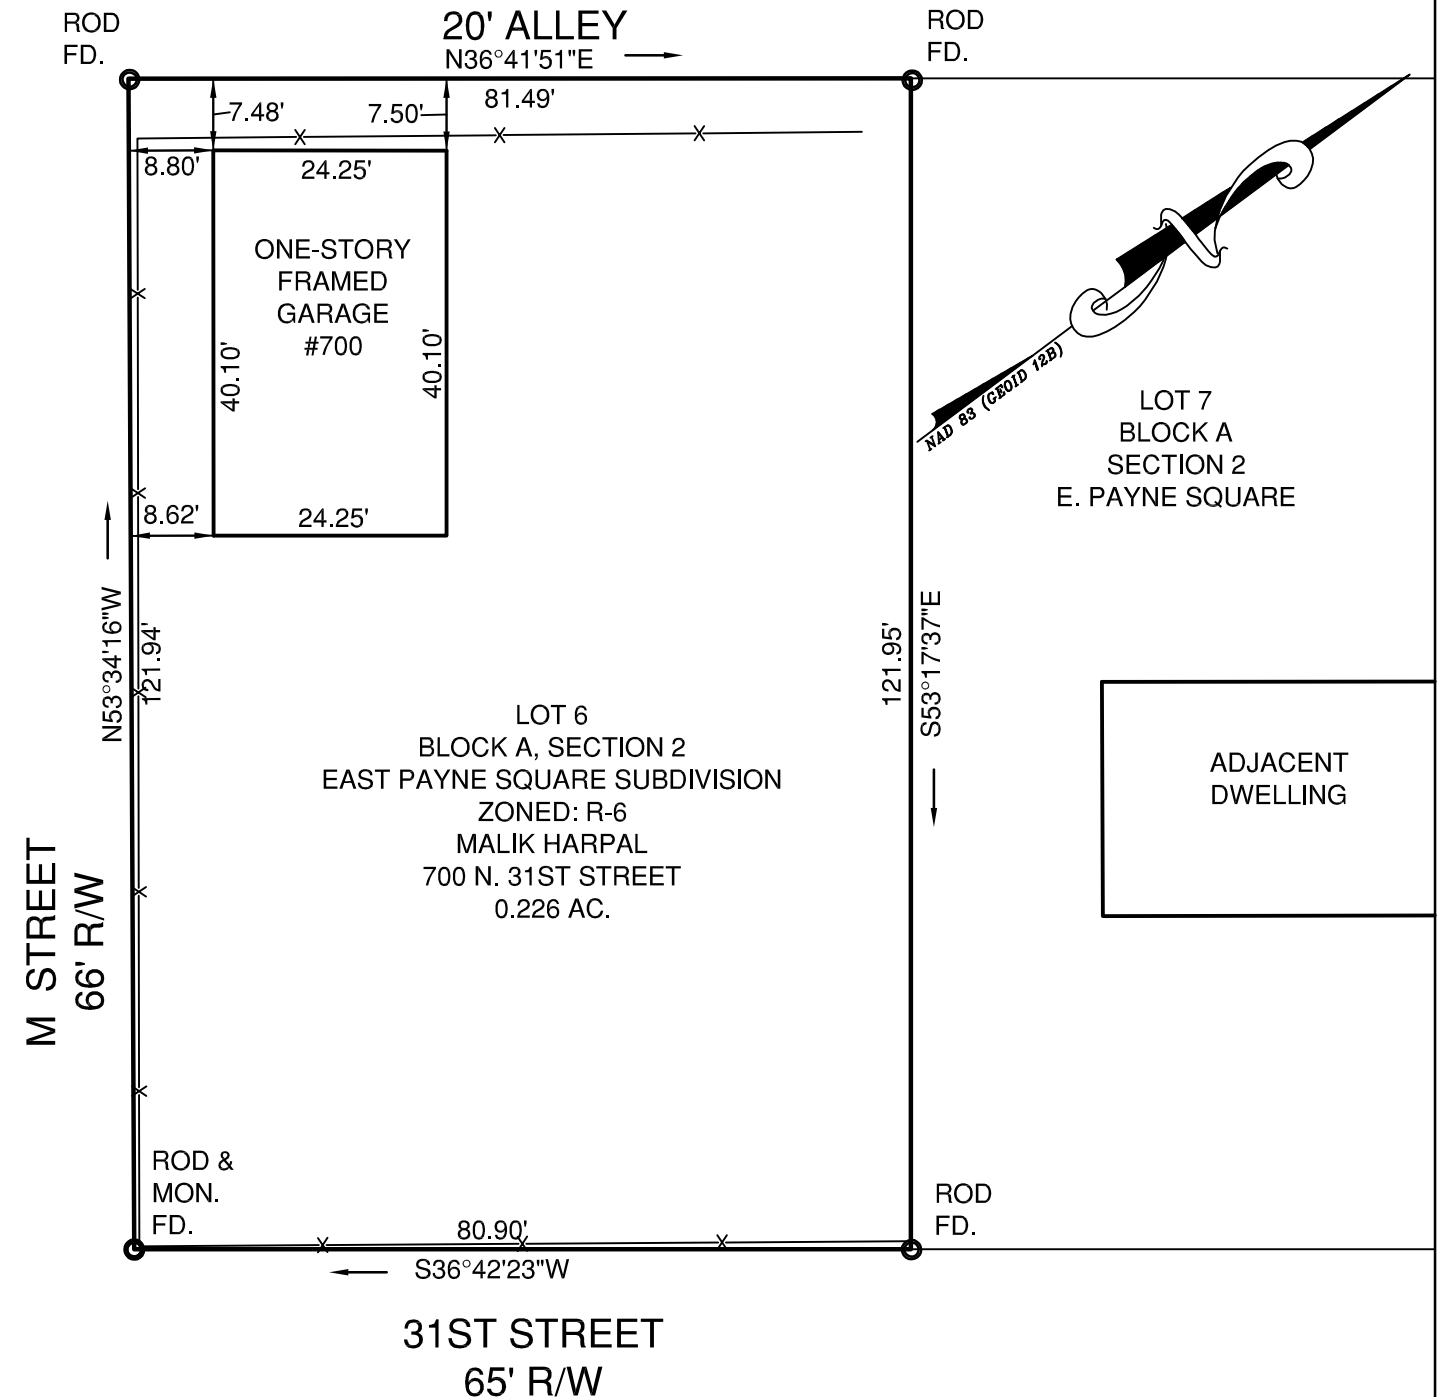 ROD
FD.
20' ALLEY
N36°41'51"E
ROD
FD.
7.48'
7.50'
81.49'
8.80'
24.25'
ONE-STORY
FRAMED
GARAGE
#700
40.10'
40.10'
8.62'
24.25'
NAD 83 (GEOID 12B)
LOT 7
BLOCK A
SECTION 2
E. PAYNE SQUARE
N53°34'16"W
121.94'
121.95'
S53°17'37"E
LOT 6
BLOCK A, SECTION 2
EAST PAYNE SQUARE SUBDIVISION
ZONED: R-6
MALIK HARPAL
700 N. 31ST STREET
0.226 AC.
ADJACENT
DWELLING
M STREET
66' R/W
ROD &
MON.
FD.
ROD
FD.
80.90'
S36°42'23"W
31ST STREET
65' R/W